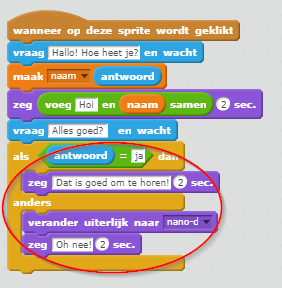 wanneer op deze sprite wordt geklikt
vraag Hallo! Hoe heet je? en wacht
maak naam antwoord
zeg voeg Hoi en naam samen 2 sec.
vraag Alles goed? en wacht
als antwoord = ja dan
zeg Dat is goed om te horen! 2 sec.
anders
verander uiterlijk naar nano-d
zeg Oh nee! 2 sec.